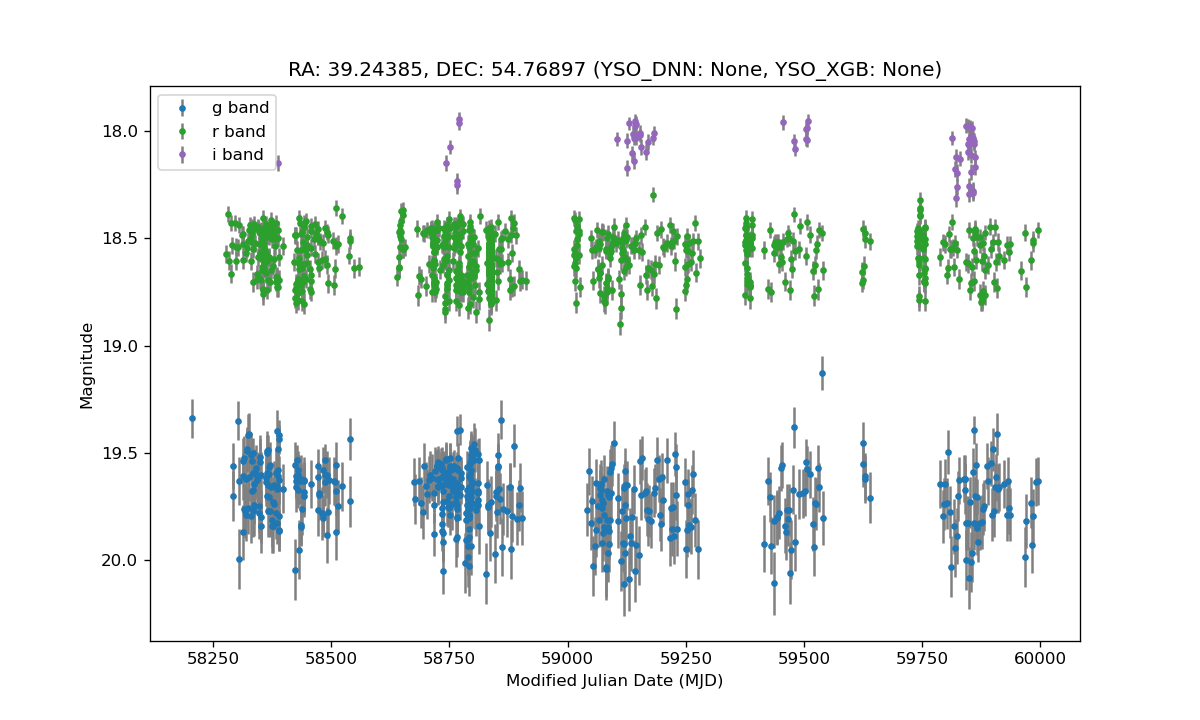 RA: 39.24385, DEC: 54.76897 (YSO_DNN: None, YSO_XGB: None)
g band
r band
i band
18.0
18.5
19.0
19.5
20.0
Magnitude
58250 58500 58750 59000 59250 59500 59750 60000
Modified Julian Date (MJD)